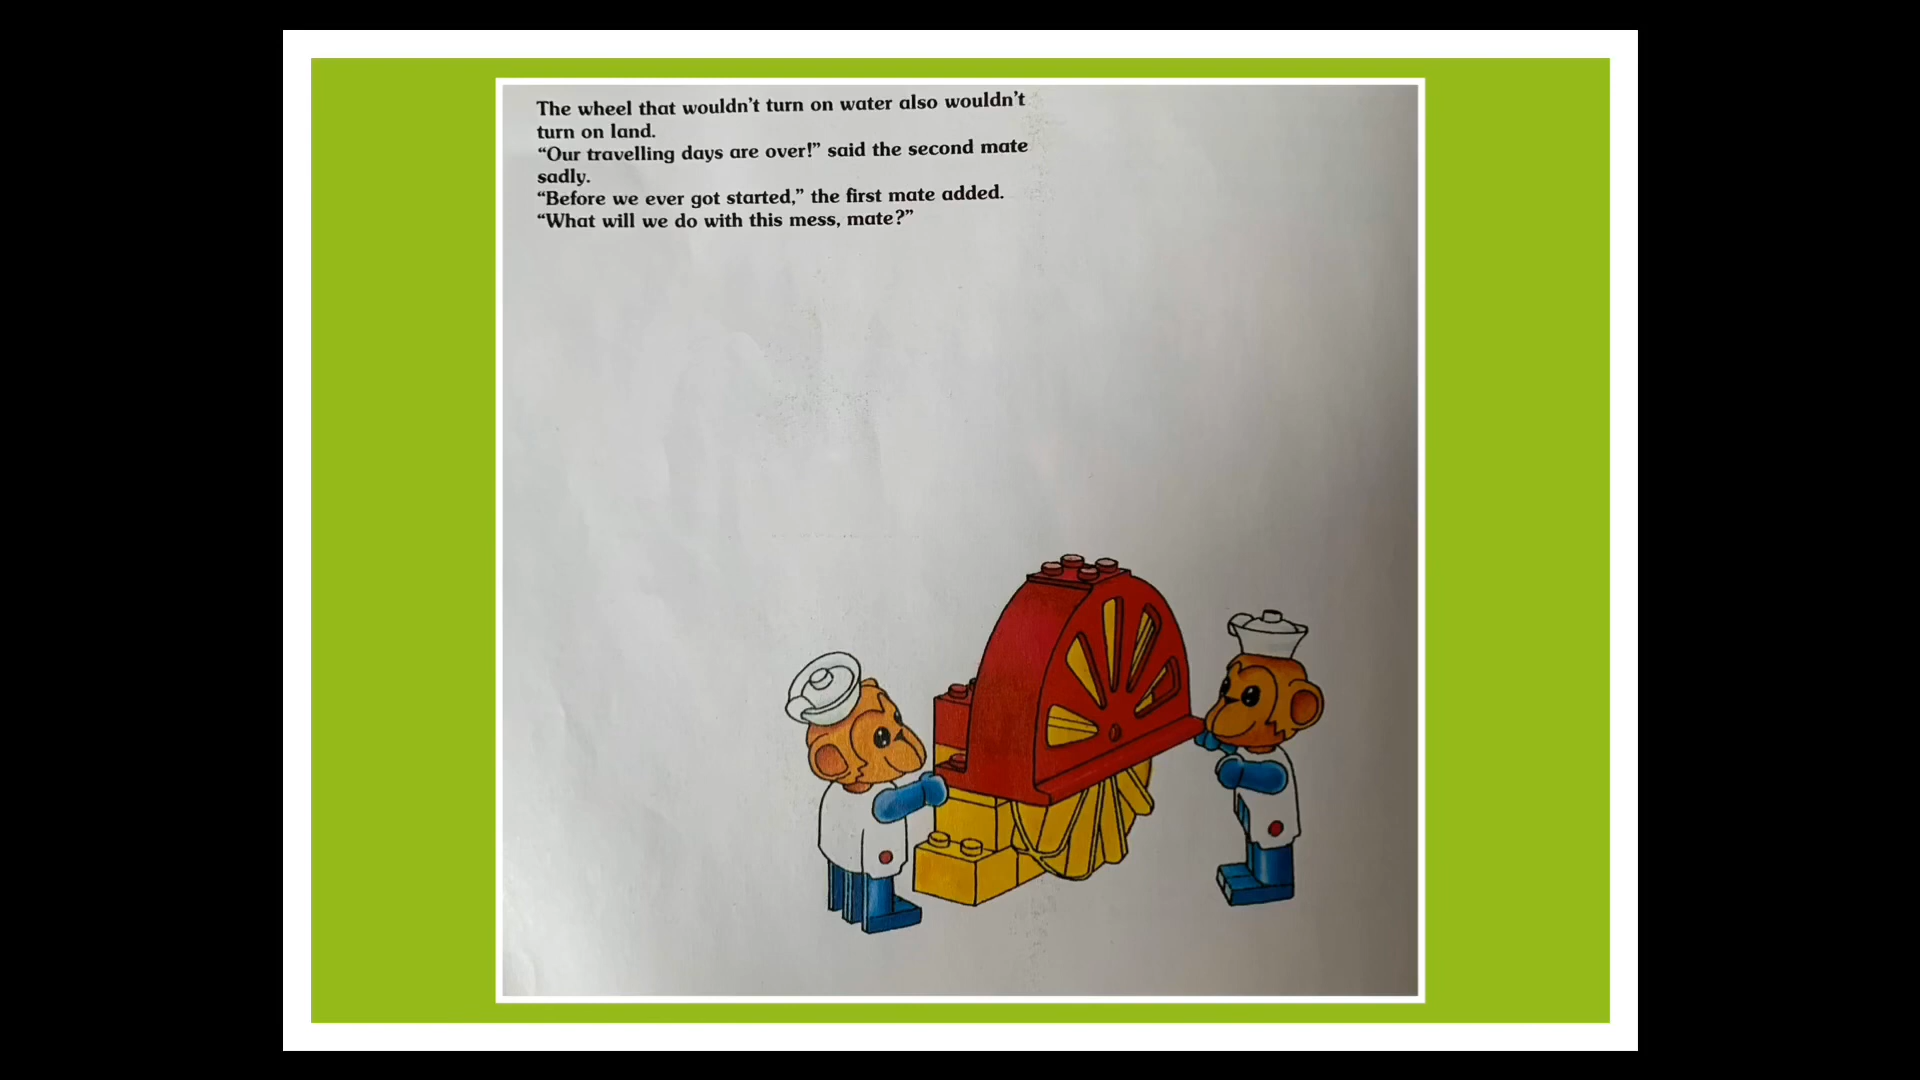 The wheel that wouldn't turn on water also wouldn't
turn on land.
“Our travelling days are over!” said the second mate
sadly.
“Before we ever got started,” the first mate added.
“What will we do with this mess, mate?”